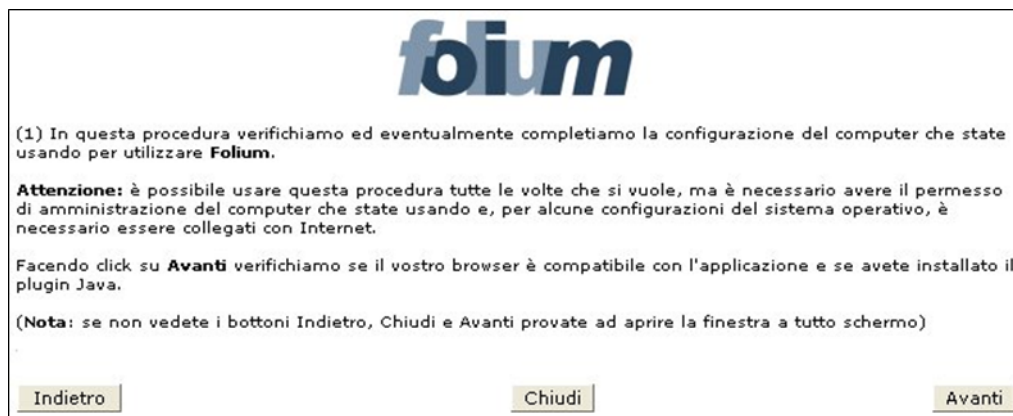 folium
(1) In questa procedura verifichiamo ed eventualmente completiamo la configurazione del computer che state
usando per utilizzare Folium.
Attenzione: è possibile usare questa procedura tutte le volte che si vuole, ma è necessario avere il permesso
di amministrazione del computer che state usando e, per alcune configurazioni del sistema operativo, è
necessario essere collegati con Internet.
Facendo click su Avanti verifichiamo se il vostro browser è compatibile con l'applicazione e se avete installato il
plugin Java.
(Nota: se non vedete i bottoni Indietro, Chiudi e Avanti provate ad aprire la finestra a tutto schermo)
Indietro Chiudi Avanti